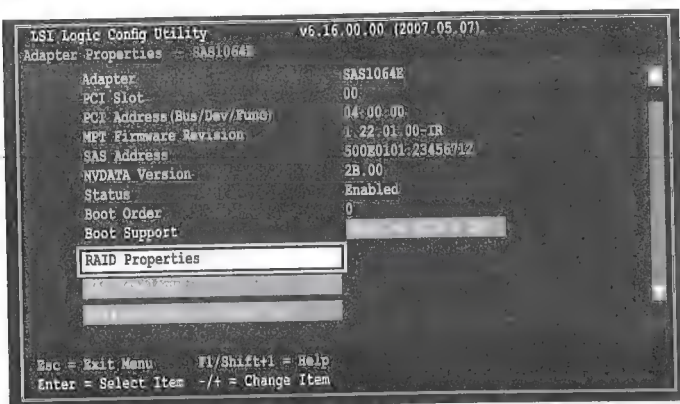 LSI Logic Config Utility v6.16.00.00 (2007.05.07)
Adapter Properties - SAS1064E
Adapter SAS1064E
PCI Slot 00
PCI Address(Bus/Dev/Func) 04:00:00
MPT Firmware Revision 1.22.01.00-IR
SAS Address 500E0101:23456712
NVDATA Version 2B.00
Status Enabled
Boot Order 0
Boot Support
RAID Properties
Esc = Exit Menu F1/Shift+1 = Help
Enter = Select Item -/+ = Change Item